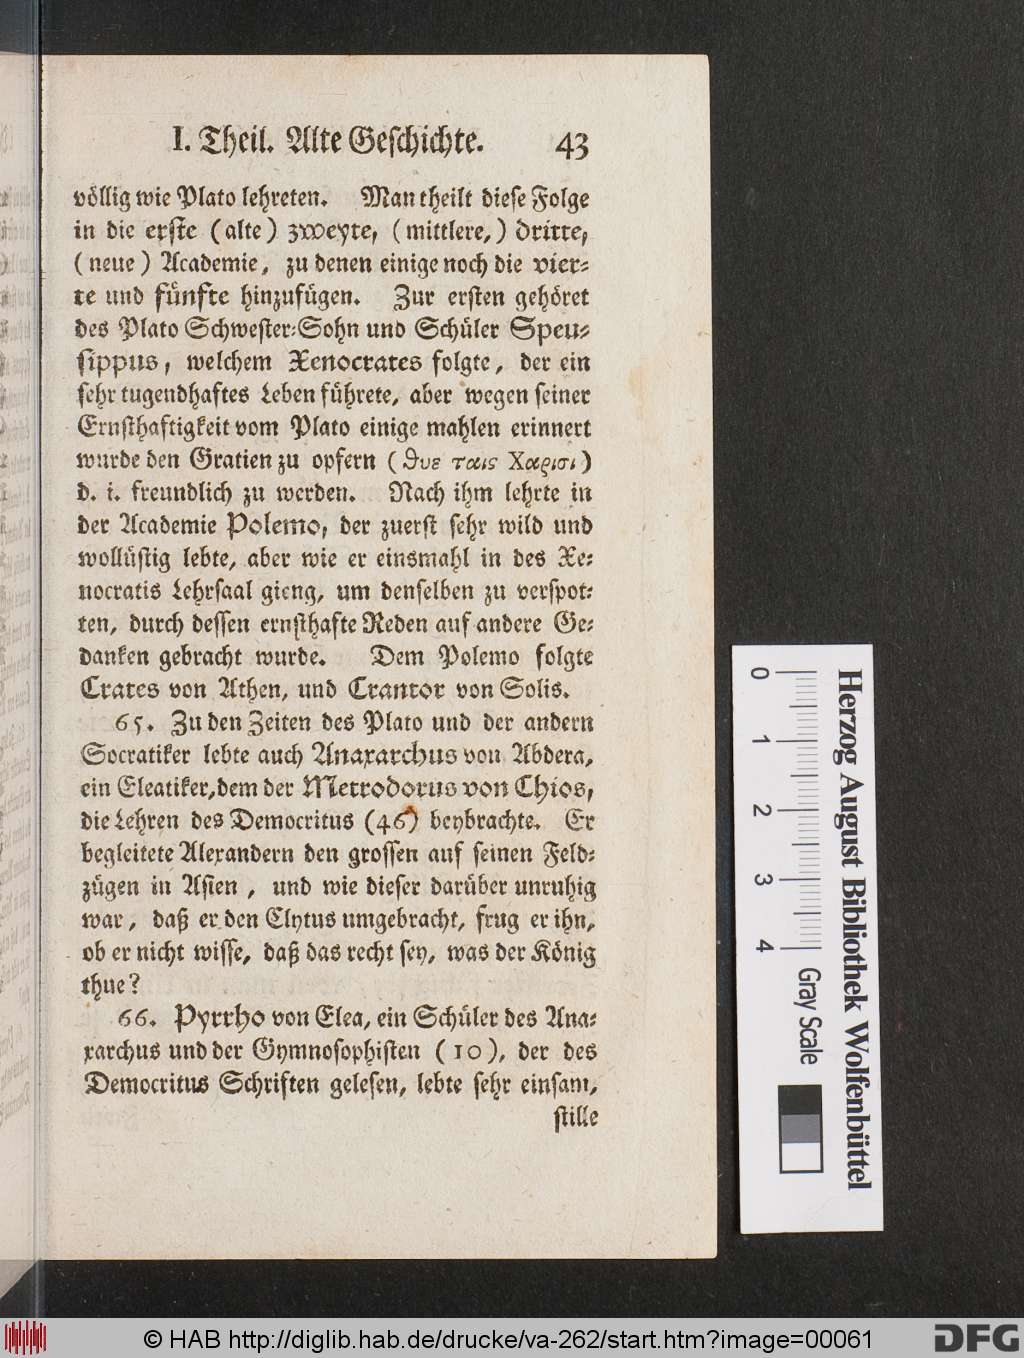 I. Theil. Alte Geschichte. 43
völlig wie Plato lehreten. Man theilt diese Folge
in die erste (alte) zweyte, (mittlere,) dritte,
(neue) Academie, zu denen einige noch die vier-
te und fünfte hinzufügen. Zur ersten gehöret
des Plato Schwester-Sohn und Schüler Speu-
sippus, welchem Xenocrates folgte, der ein
sehr tugendhaftes Leben führete, aber wegen seiner
Ernsthaftigkeit vom Plato einige mahlen erinnert
wurde den Gratien zu opfern (ϑυε ταις Χαρισι)
d. i. freundlich zu werden. Nach ihm lehrte in
der Academie Polemo, der zuerst sehr wild und
wollüstig lebte, aber wie er einsmahl in des Xe-
nocratis Lehrsaal gieng, um denselben zu verspot-
ten, durch dessen ernsthafte Reden auf andere Ge-
danken gebracht wurde. Dem Polemo folgte
Crates von Athen, und Crantor von Solis.
65. Zu den Zeiten des Plato und der andern
Socratiker lebte auch Anaxarchus von Abdera,
ein Eleatiker, dem der Metrodorus von Chios,
die Lehren des Democritus (46) beybrachte. Er
begleitete Alexandern den grossen auf seinen Feld-
zügen in Asien, und wie dieser darüber unruhig
war, daß er den Clytus umgebracht, frug er ihn,
ob er nicht wisse, daß das recht sey, was der König
thue?
66. Pyrrho von Elea, ein Schüler des Ana-
xarchus und der Gymnosophisten (10), der des
Democritus Schriften gelesen, lebte sehr einsam,
stille
0 1 2 3 4
Gray Scale
Herzog August Bibliothek Wolfenbüttel
© HAB http://diglib.hab.de/drucke/va-262/start.htm?image=00061
DFG